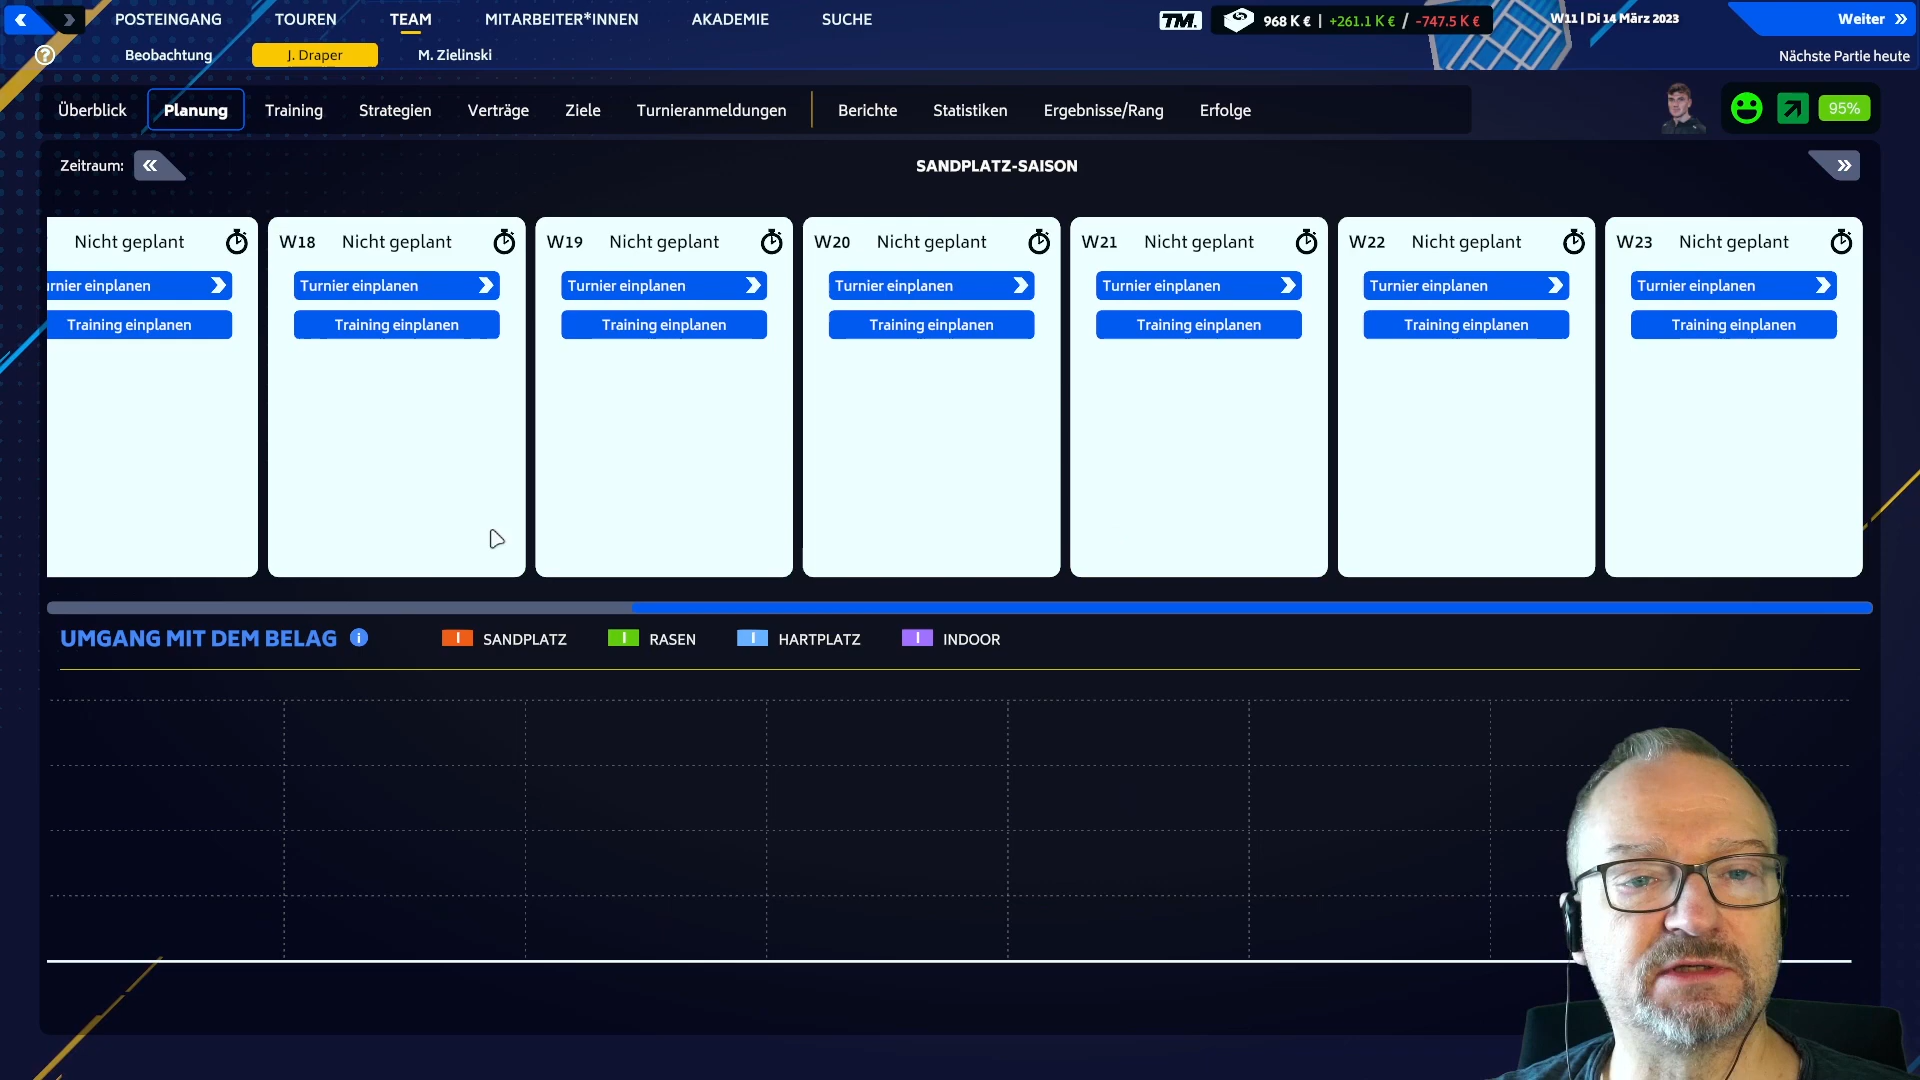 POSTEINGANG TOUREN TEAM MITARBEITER*INNEN AKADEMIE SUCHE TM. 968 K € | +261.1 K € / -747.5 K € W11 | Di 14 März 2023 Weiter
? Beobachtung J. Draper M. Zielinski Nächste Partie heute
Überblick Planung Training Strategien Verträge Ziele Turnieranmeldungen Berichte Statistiken Ergebnisse/Rang Erfolge 95%
Zeitraum: SANDPLATZ-SAISON
Nicht geplant W18 Nicht geplant W19 Nicht geplant W20 Nicht geplant W21 Nicht geplant W22 Nicht geplant W23 Nicht geplant
rnier einplanen Turnier einplanen Turnier einplanen Turnier einplanen Turnier einplanen Turnier einplanen Turnier einplanen
Training einplanen Training einplanen Training einplanen Training einplanen Training einplanen Training einplanen Training einplanen
UMGANG MIT DEM BELAG i I SANDPLATZ I RASEN I HARTPLATZ I INDOOR